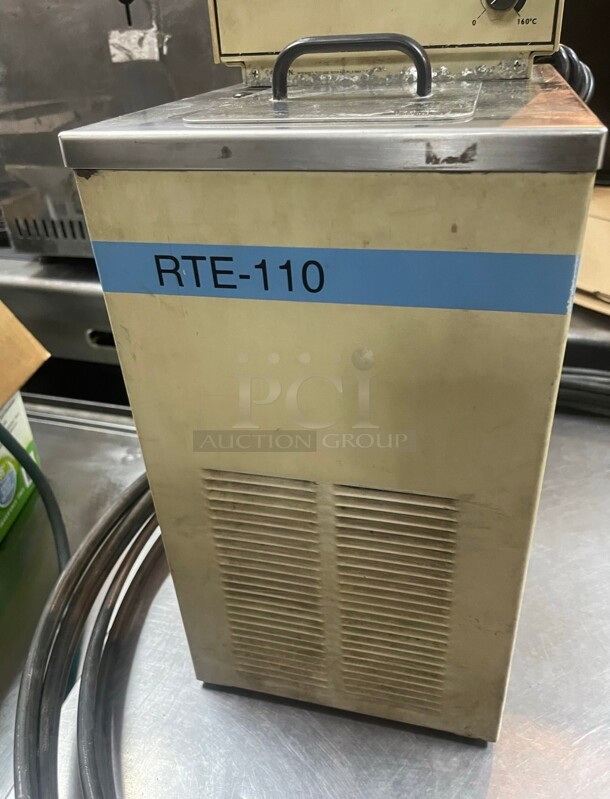 0 160°C
RTE-110
PCI
AUCTION GROUP